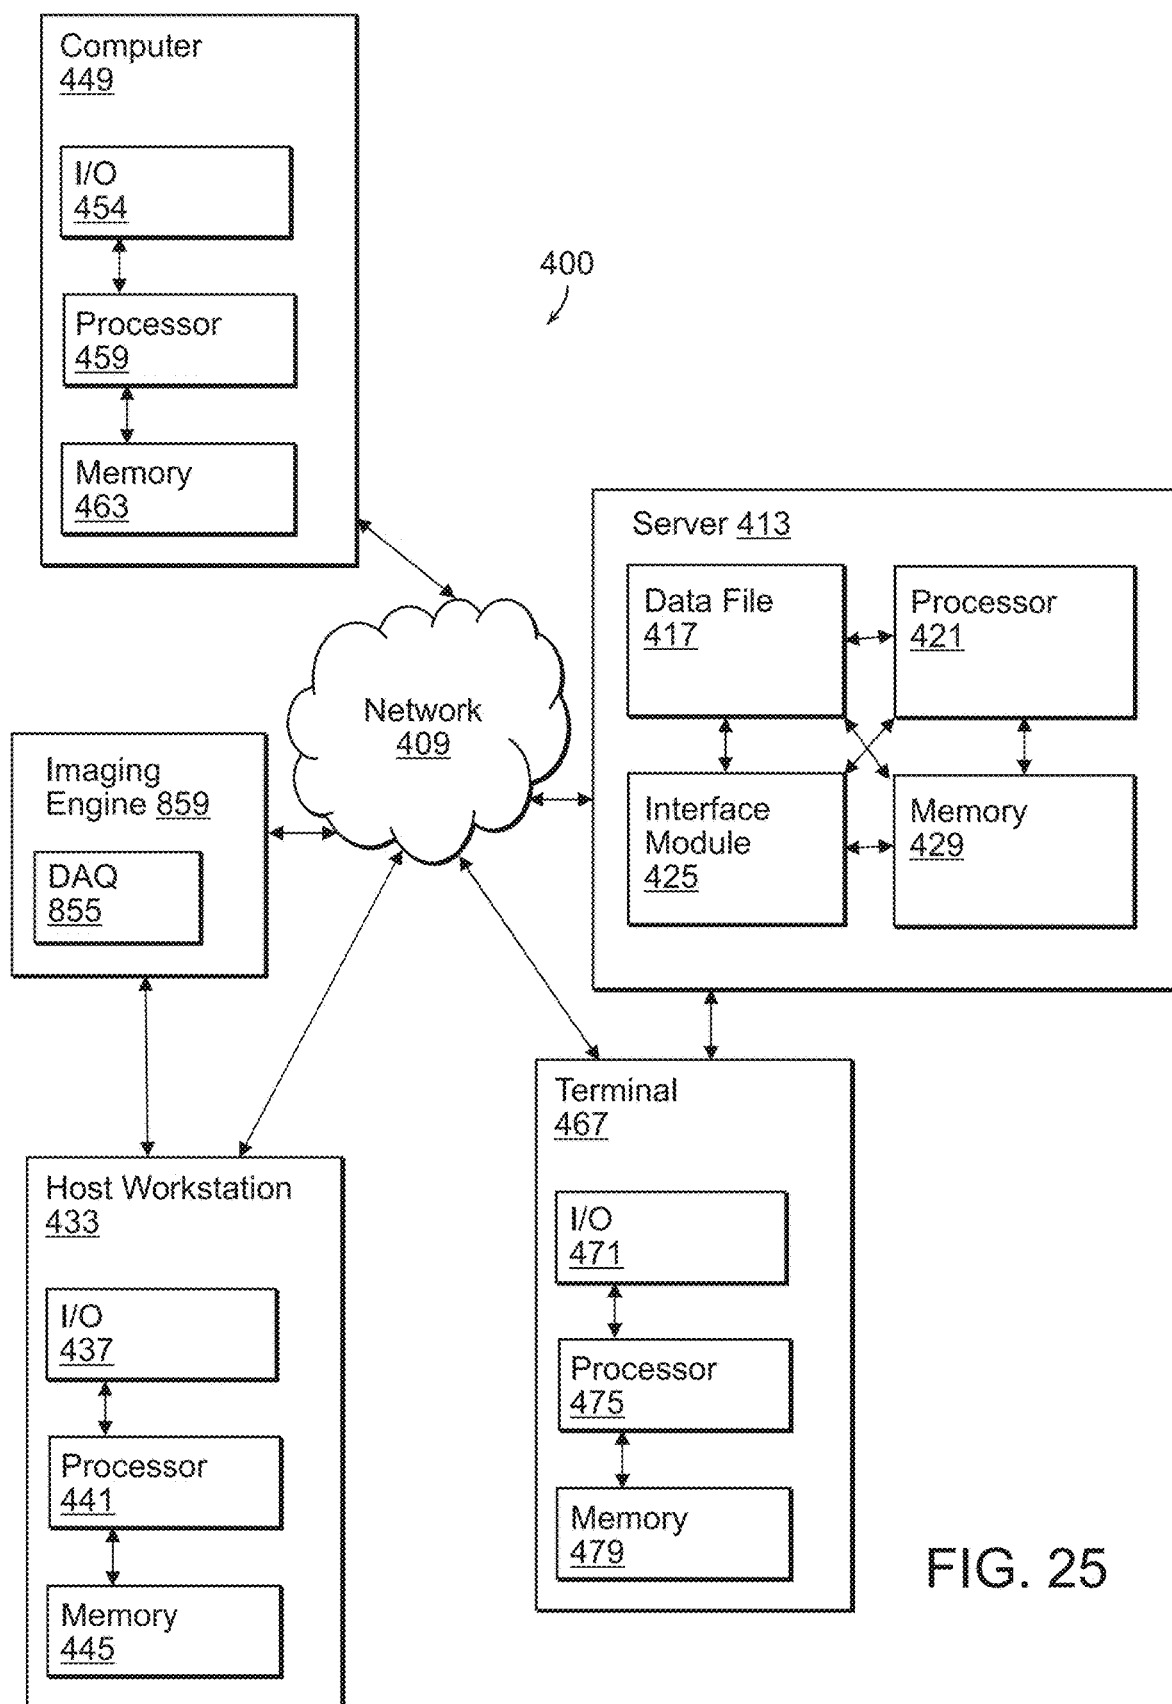 Computer
449
I/O
454
Processor
459
Memory
463
400
Server 413
Data File
417
Processor
421
Interface
Module
425
Memory
429
Network
409
Imaging
Engine 859
DAQ
855
Terminal
467
I/O
471
Processor
475
Memory
479
Host Workstation
433
I/O
437
Processor
441
Memory
445
FIG. 25